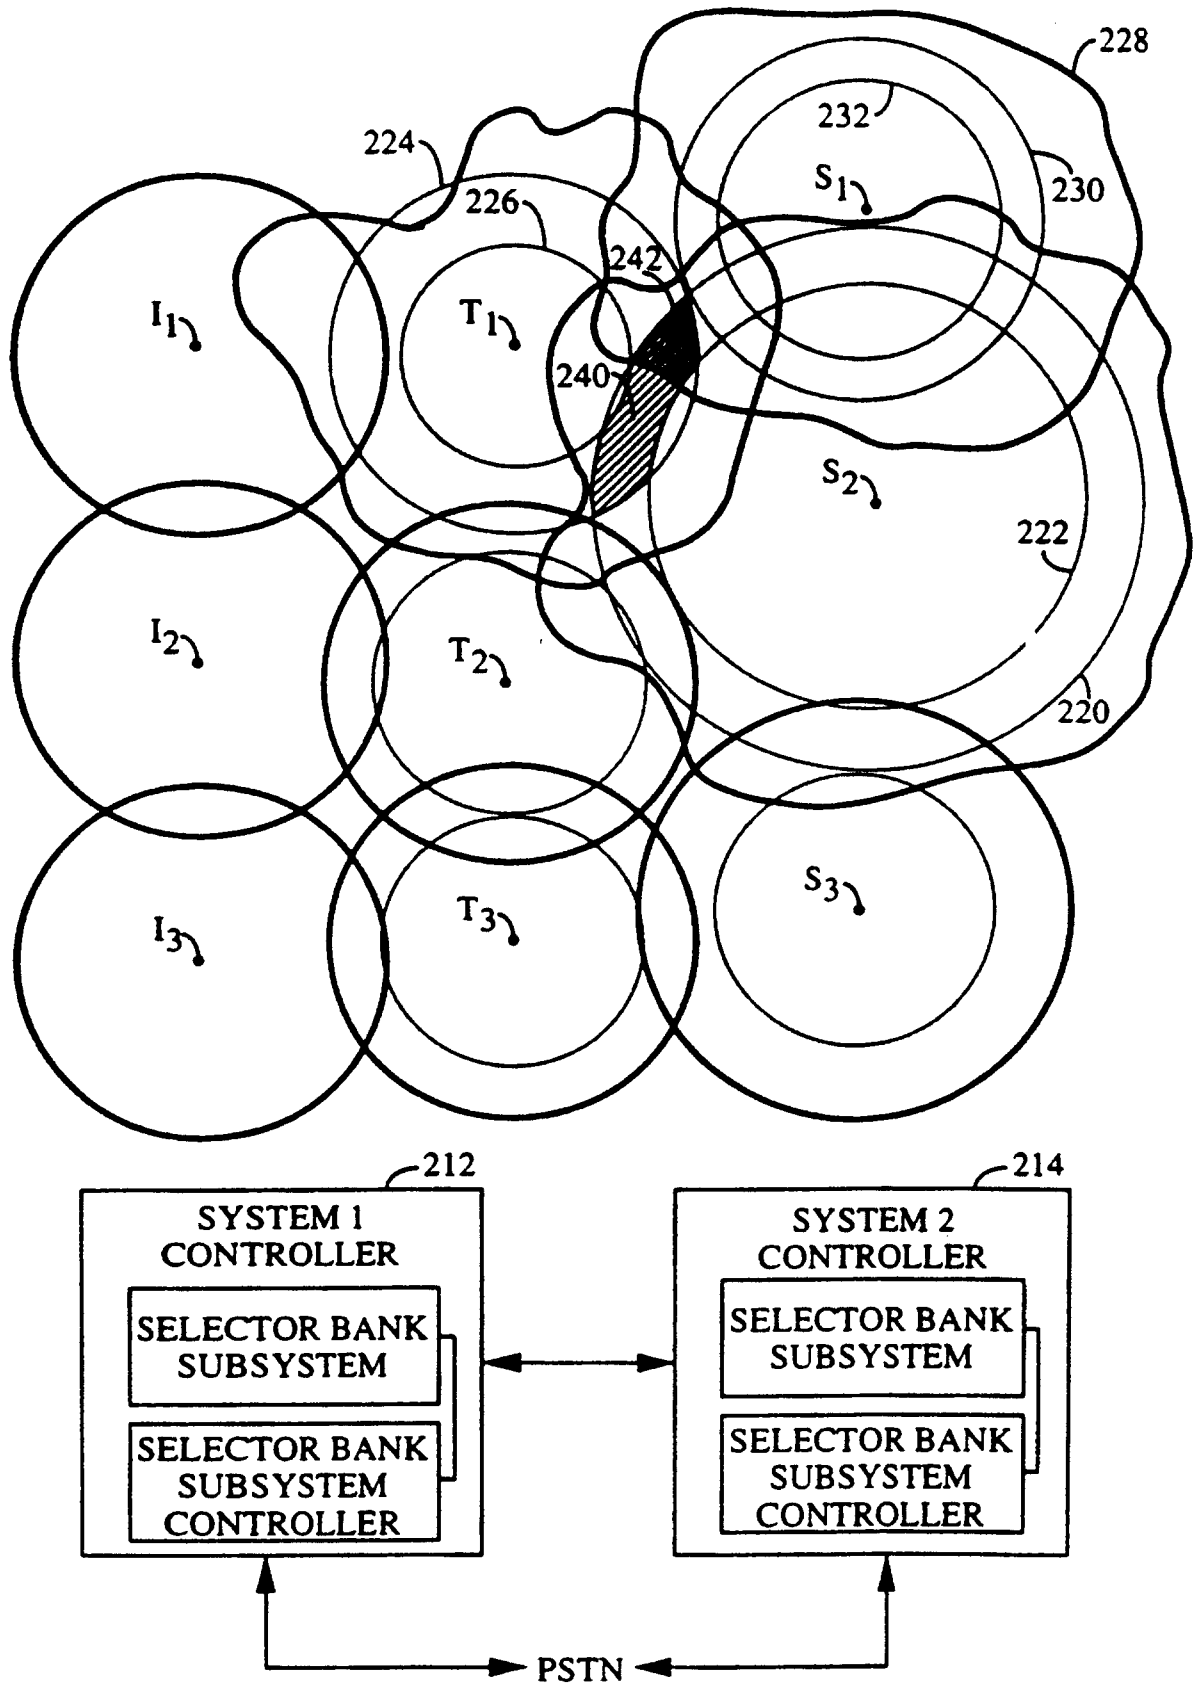 228
232
224
S1
230
226
242
I1
T1
240
S2
222
I2
T2
220
S3
I3
T3
212
214
SYSTEM 1
CONTROLLER
SELECTOR BANK
SUBSYSTEM
SELECTOR BANK
SUBSYSTEM
CONTROLLER
SYSTEM 2
CONTROLLER
SELECTOR BANK
SUBSYSTEM
SELECTOR BANK
SUBSYSTEM
CONTROLLER
PSTN